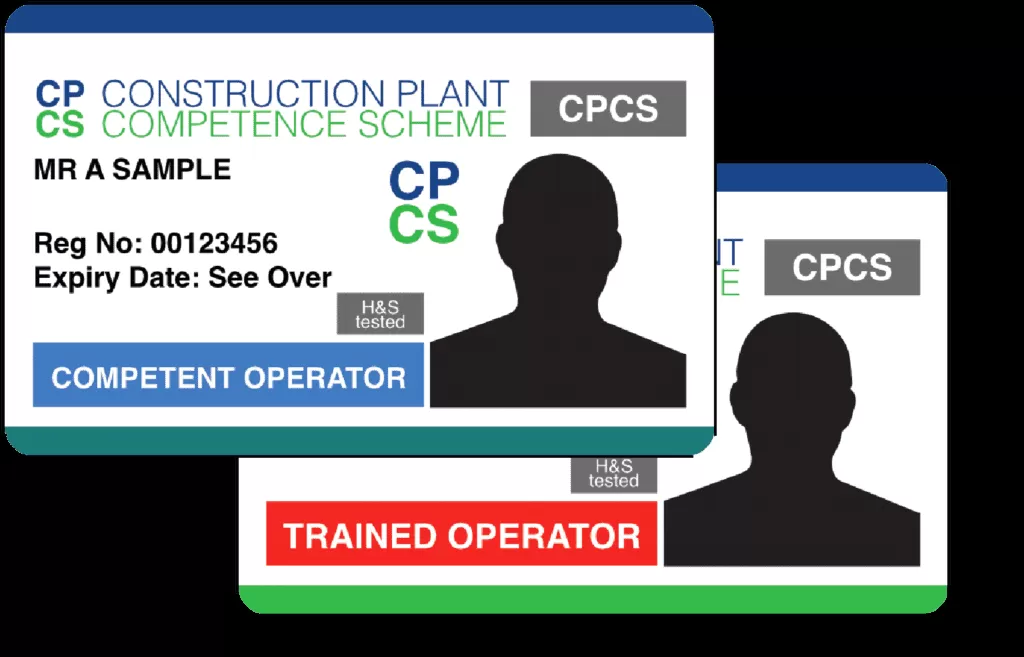 CP CONSTRUCTION PLANT
CS COMPETENCE SCHEME
CPCS
MR A SAMPLE
CP
CS
Reg No: 00123456
Expiry Date: See Over
H&S
tested
COMPETENT OPERATOR
IT
E
CPCS
H&S
tested
TRAINED OPERATOR